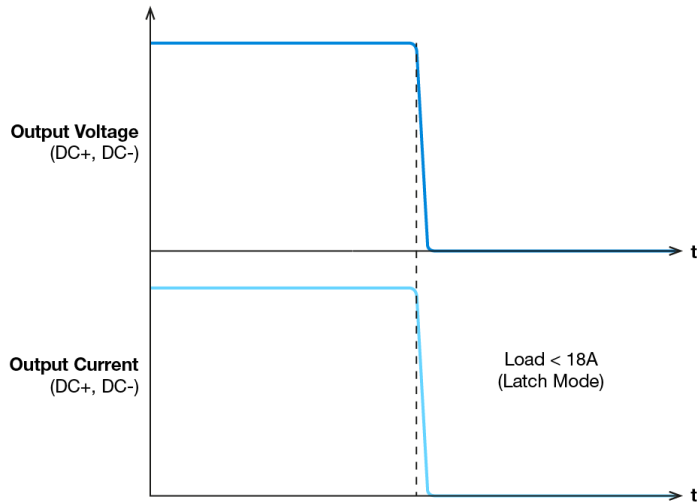 Output Voltage
(DC+, DC-)
t
Output Current
(DC+, DC-)
Load < 18A
(Latch Mode)
t